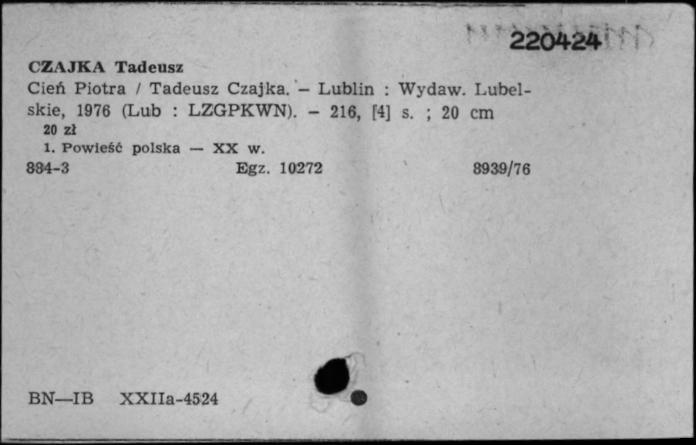 220424
CZAJKA Tadeusz
Cień Piotra / Tadeusz Czajka. – Lublin : Wydaw. Lubel-
skie, 1976 (Lub : LZGPKWN). – 216, [4] s. ; 20 cm
20 zł
1. Powieść polska — XX w.
884-3 Egz. 10272 8939/76
BN—IB XXIIa-4524